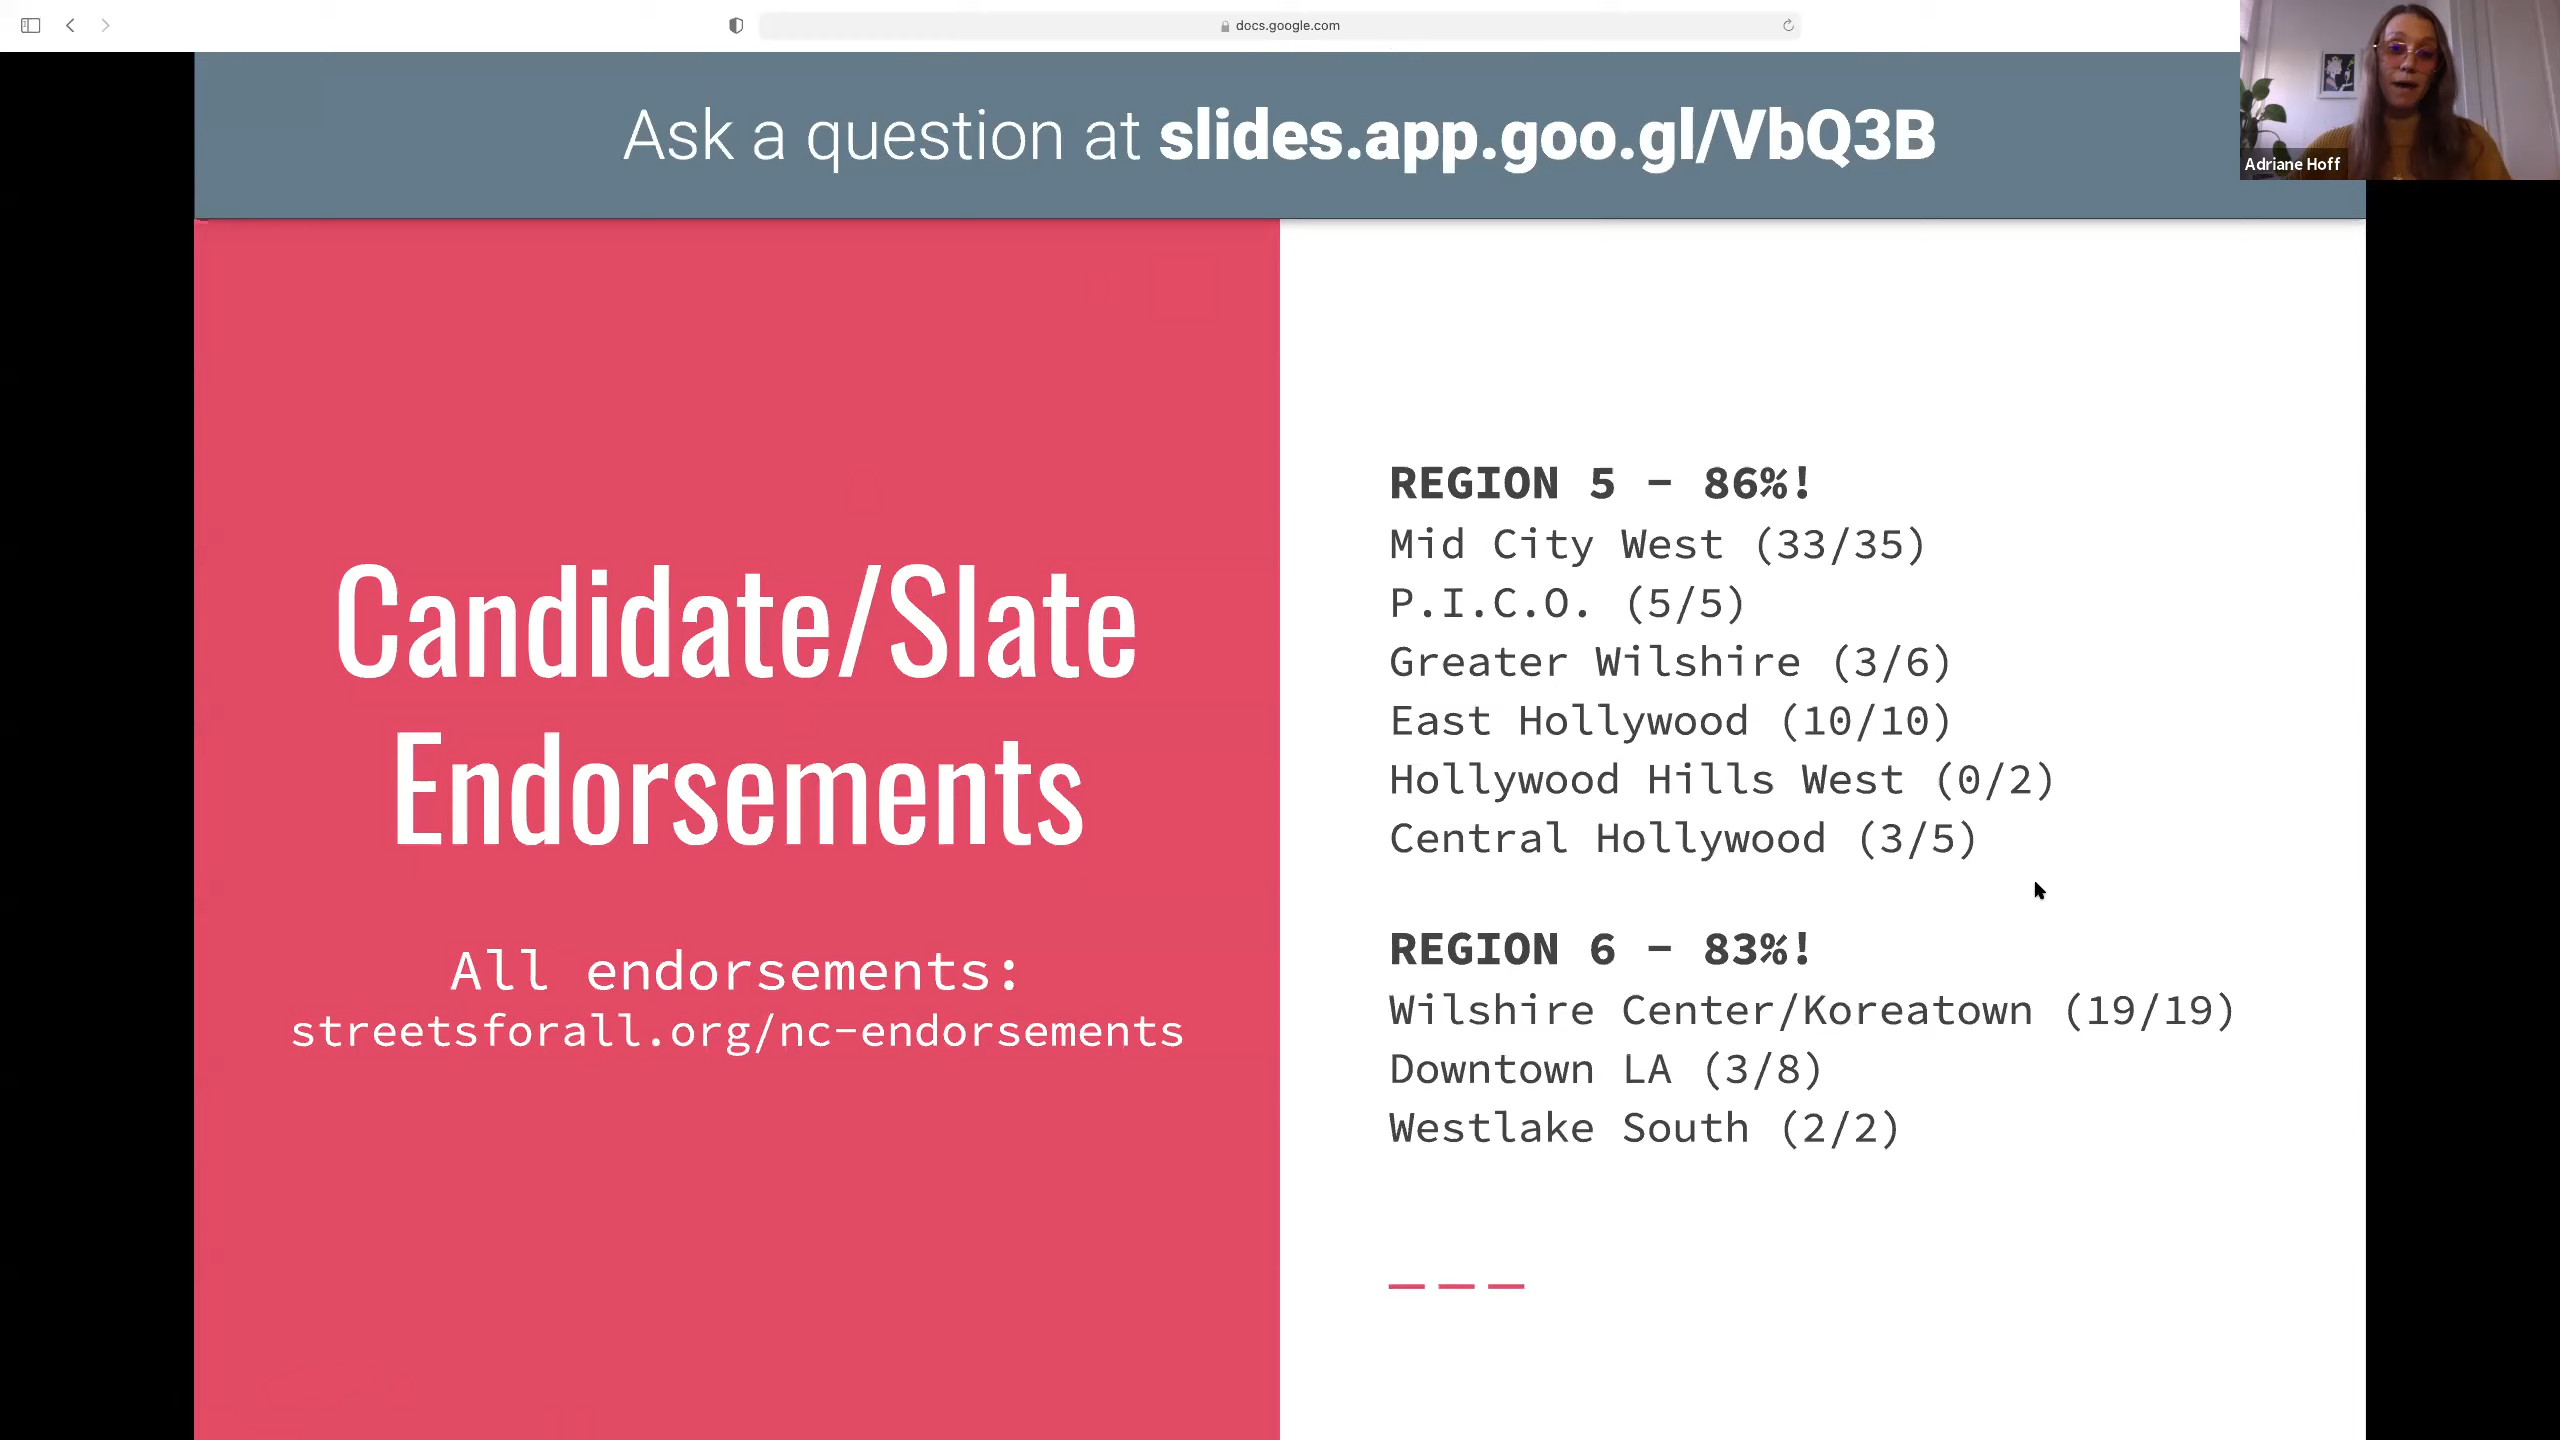 docs.google.com
Ask a question at slides.app.goo.gl/VbQ3B
Adriane Hoff
Candidate/Slate
Endorsements
All endorsements:
streetsforall.org/nc-endorsements
REGION 5 - 86%!
Mid City West (33/35)
P.I.C.O. (5/5)
Greater Wilshire (3/6)
East Hollywood (10/10)
Hollywood Hills West (0/2)
Central Hollywood (3/5)
REGION 6 - 83%!
Wilshire Center/Koreatown (19/19)
Downtown LA (3/8)
Westlake South (2/2)